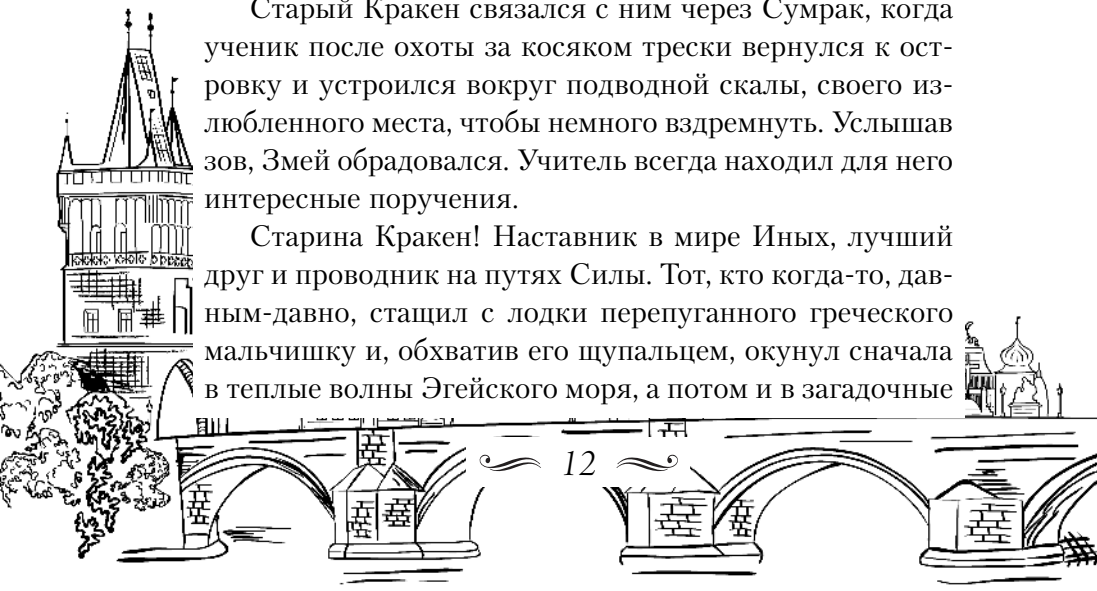 Старый Кракен связался с ним через Сумрак, когда
ученик после охоты за косяком трески вернулся к ост-
ровку и устроился вокруг подводной скалы, своего из-
любленного места, чтобы немного вздремнуть. Услышав
зов, Змей обрадовался. Учитель всегда находил для него
интересные поручения.
Старина Кракен! Наставник в мире Иных, лучший
друг и проводник на путях Силы. Тот, кто когда-то, дав-
ным-давно, стащил с лодки перепуганного греческого
мальчишку и, обхватив его щупальцем, окунул сначала
в теплые волны Эгейского моря, а потом и в загадочные
12